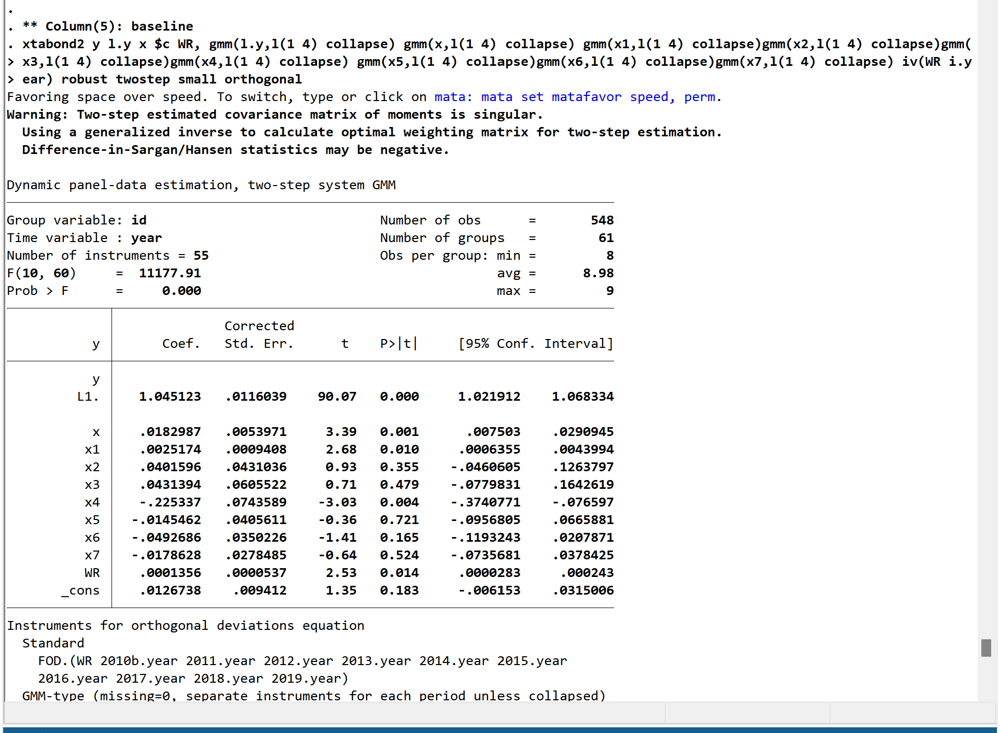 .
. ** Column(5): baseline
. xtabond2 y l.y x $c WR, gmm(l.y,l(1 4) collapse) gmm(x,l(1 4) collapse) gmm(x1,l(1 4) collapse)gmm(x2,l(1 4) collapse)gmm(
> x3,l(1 4) collapse)gmm(x4,l(1 4) collapse) gmm(x5,l(1 4) collapse)gmm(x6,l(1 4) collapse)gmm(x7,l(1 4) collapse) iv(WR i.y
> ear) robust twostep small orthogonal
Favoring space over speed. To switch, type or click on mata: mata set matafavor speed, perm.
Warning: Two-step estimated covariance matrix of moments is singular.
Using a generalized inverse to calculate optimal weighting matrix for two-step estimation.
Difference-in-Sargan/Hansen statistics may be negative.
Dynamic panel-data estimation, two-step system GMM
Group variable: id Number of obs = 548
Time variable : year Number of groups = 61
Number of instruments = 55 Obs per group: min = 8
F(10, 60) = 11177.91 avg = 8.98
Prob > F = 0.000 max = 9
Corrected
y Coef. Std. Err. t P>|t| [95% Conf. Interval]
y
L1. 1.045123 .0116039 90.07 0.000 1.021912 1.068334
x .0182987 .0053971 3.39 0.001 .007503 .0290945
x1 .0025174 .0009408 2.68 0.010 .0006355 .0043994
x2 .0401596 .0431036 0.93 0.355 -.0460605 .1263797
x3 .0431394 .0605522 0.71 0.479 -.0779831 .1642619
x4 -.225337 .0743589 -3.03 0.004 -.3740771 -.076597
x5 -.0145462 .0405611 -0.36 0.721 -.0956805 .0665881
x6 -.0492686 .0350226 -1.41 0.165 -.1193243 .0207871
x7 -.0178628 .0278485 -0.64 0.524 -.0735681 .0378425
WR .0001356 .0000537 2.53 0.014 .0000283 .000243
_cons .0126738 .009412 1.35 0.183 -.006153 .0315006
Instruments for orthogonal deviations equation
Standard
FOD.(WR 2010b.year 2011.year 2012.year 2013.year 2014.year 2015.year
2016.year 2017.year 2018.year 2019.year)
GMM-type (missing=0, separate instruments for each period unless collapsed)